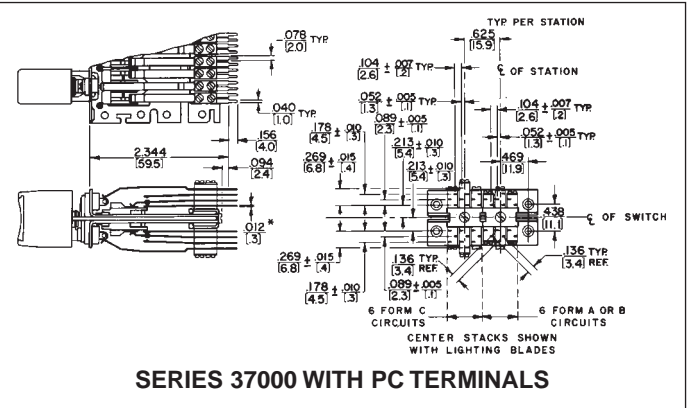 TYP PER STATION
.625
[15.9]
℄ OF STATION
.078 TYP.
[2.0]
.040 TYP.
[1.0]
.156
[4.0]
.094
[2.4]
2.344
[59.5]
.012 *
[.3]
.104 ± .007 TYP.
[2.6] [.2]
.052 ± .005 TYP.
[1.3] [.1]
.089 ± .005
[2.3] [.1]
.178 ± .010
[4.5] [.3]
.213 ± .010
[5.4] [.3]
.269 ± .015
[6.8] [.4]
.213 ± .010
[5.4] [.3]
.104 ± .007 TYP.
[2.6] [.2]
.052 ± .005 TYP.
[1.3] [.1]
.469
[11.9]
.438
[11.1]
℄ OF SWITCH
.269 ± .015
[6.8] [.4]
.178 ± .010
[4.5] [.3]
.136 TYP.
[3.4] REF.
.089 ± .005
[2.3] [.1]
.136 TYP.
[3.4] REF.
6 FORM C
CIRCUITS
6 FORM A OR B
CIRCUITS
CENTER STACKS SHOWN
WITH LIGHTING BLADES
SERIES 37000 WITH PC TERMINALS